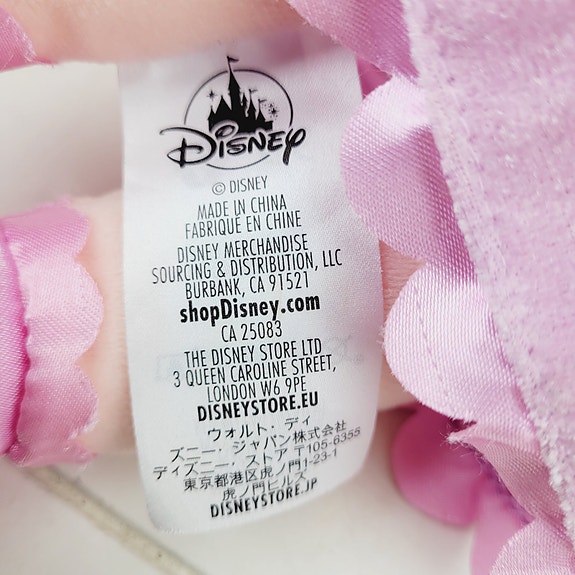 Disney
© DISNEY
MADE IN CHINA
FABRIQUÉ EN CHINE
DISNEY MERCHANDISE
SOURCING & DISTRIBUTION, LLC
BURBANK, CA 91521
shopDisney.com
CA 25083
THE DISNEY STORE LTD
3 QUEEN CAROLINE STREET,
LONDON W6 9PE
DISNEYSTORE.EU
ウォルト・ディ
ズニー・ジャパン株式会社
ディズニー・ストア 〒105-6355
東京都港区虎ノ門1-23-1
虎ノ門ヒルズ
DISNEYSTORE.JP